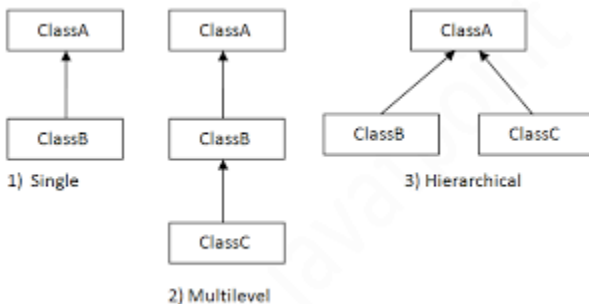 ClassA
ClassB
1) Single
ClassA
ClassB
ClassC
2) Multilevel
ClassA
ClassB
ClassC
3) Hierarchical